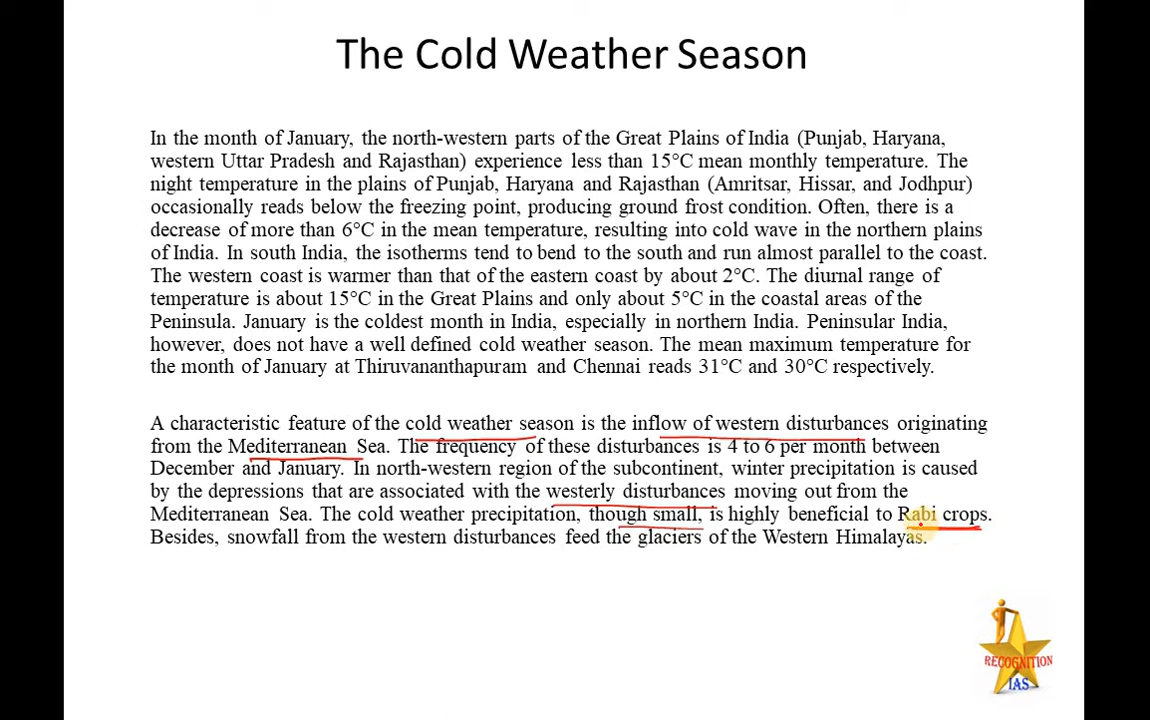 The Cold Weather Season
In the month of January, the north-western parts of the Great Plains of India (Punjab, Haryana,
western Uttar Pradesh and Rajasthan) experience less than 15°C mean monthly temperature. The
night temperature in the plains of Punjab, Haryana and Rajasthan (Amritsar, Hissar, and Jodhpur)
occasionally reads below the freezing point, producing ground frost condition. Often, there is a
decrease of more than 6°C in the mean temperature, resulting into cold wave in the northern plains
of India. In south India, the isotherms tend to bend to the south and run almost parallel to the coast.
The western coast is warmer than that of the eastern coast by about 2°C. The diurnal range of
temperature is about 15°C in the Great Plains and only about 5°C in the coastal areas of the
Peninsula. January is the coldest month in India, especially in northern India. Peninsular India,
however, does not have a well defined cold weather season. The mean maximum temperature for
the month of January at Thiruvananthapuram and Chennai reads 31°C and 30°C respectively.
A characteristic feature of the cold weather season is the inflow of western disturbances originating
from the Mediterranean Sea. The frequency of these disturbances is 4 to 6 per month between
December and January. In north-western region of the subcontinent, winter precipitation is caused
by the depressions that are associated with the westerly disturbances moving out from the
Mediterranean Sea. The cold weather precipitation, though small, is highly beneficial to Rabi crops.
Besides, snowfall from the western disturbances feed the glaciers of the Western Himalayas.
RECOGNITION
IAS